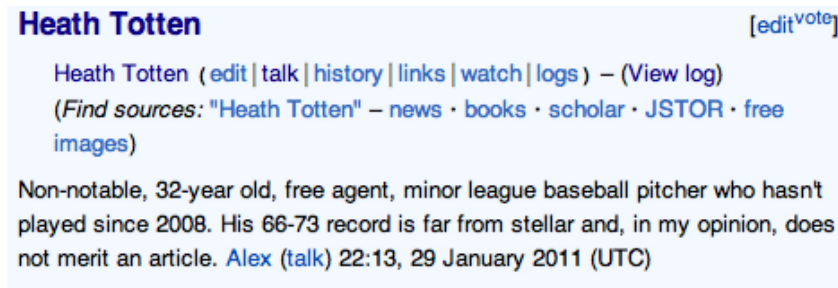 Heath Totten [edit vote]
Heath Totten (edit | talk | history | links | watch | logs) – (View log)
(Find sources: "Heath Totten" – news · books · scholar · JSTOR · free
images)
Non-notable, 32-year old, free agent, minor league baseball pitcher who hasn't
played since 2008. His 66-73 record is far from stellar and, in my opinion, does
not merit an article. Alex (talk) 22:13, 29 January 2011 (UTC)